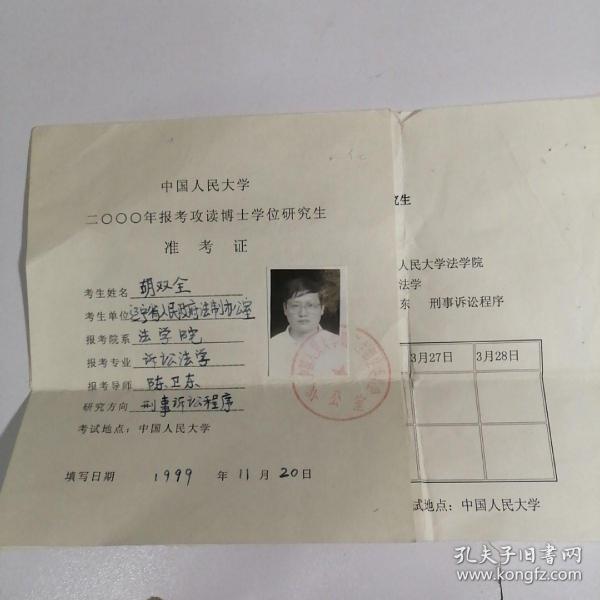 中国人民大学
二〇〇〇年报考攻读博士学位研究生
准考证
考生姓名 胡双全
考生单位 辽宁省人民政府法制办公室
报考院系 法学院
报考专业 诉讼法学
报考导师 陈卫东
研究方向 刑事诉讼程序
考试地点：中国人民大学
填写日期 1999 年 11 月 20 日
究生
人民大学法学院
法学
东 刑事诉讼程序
3月27日 3月28日
试地点：中国人民大学
孔夫子旧书网
www.kongfz.com